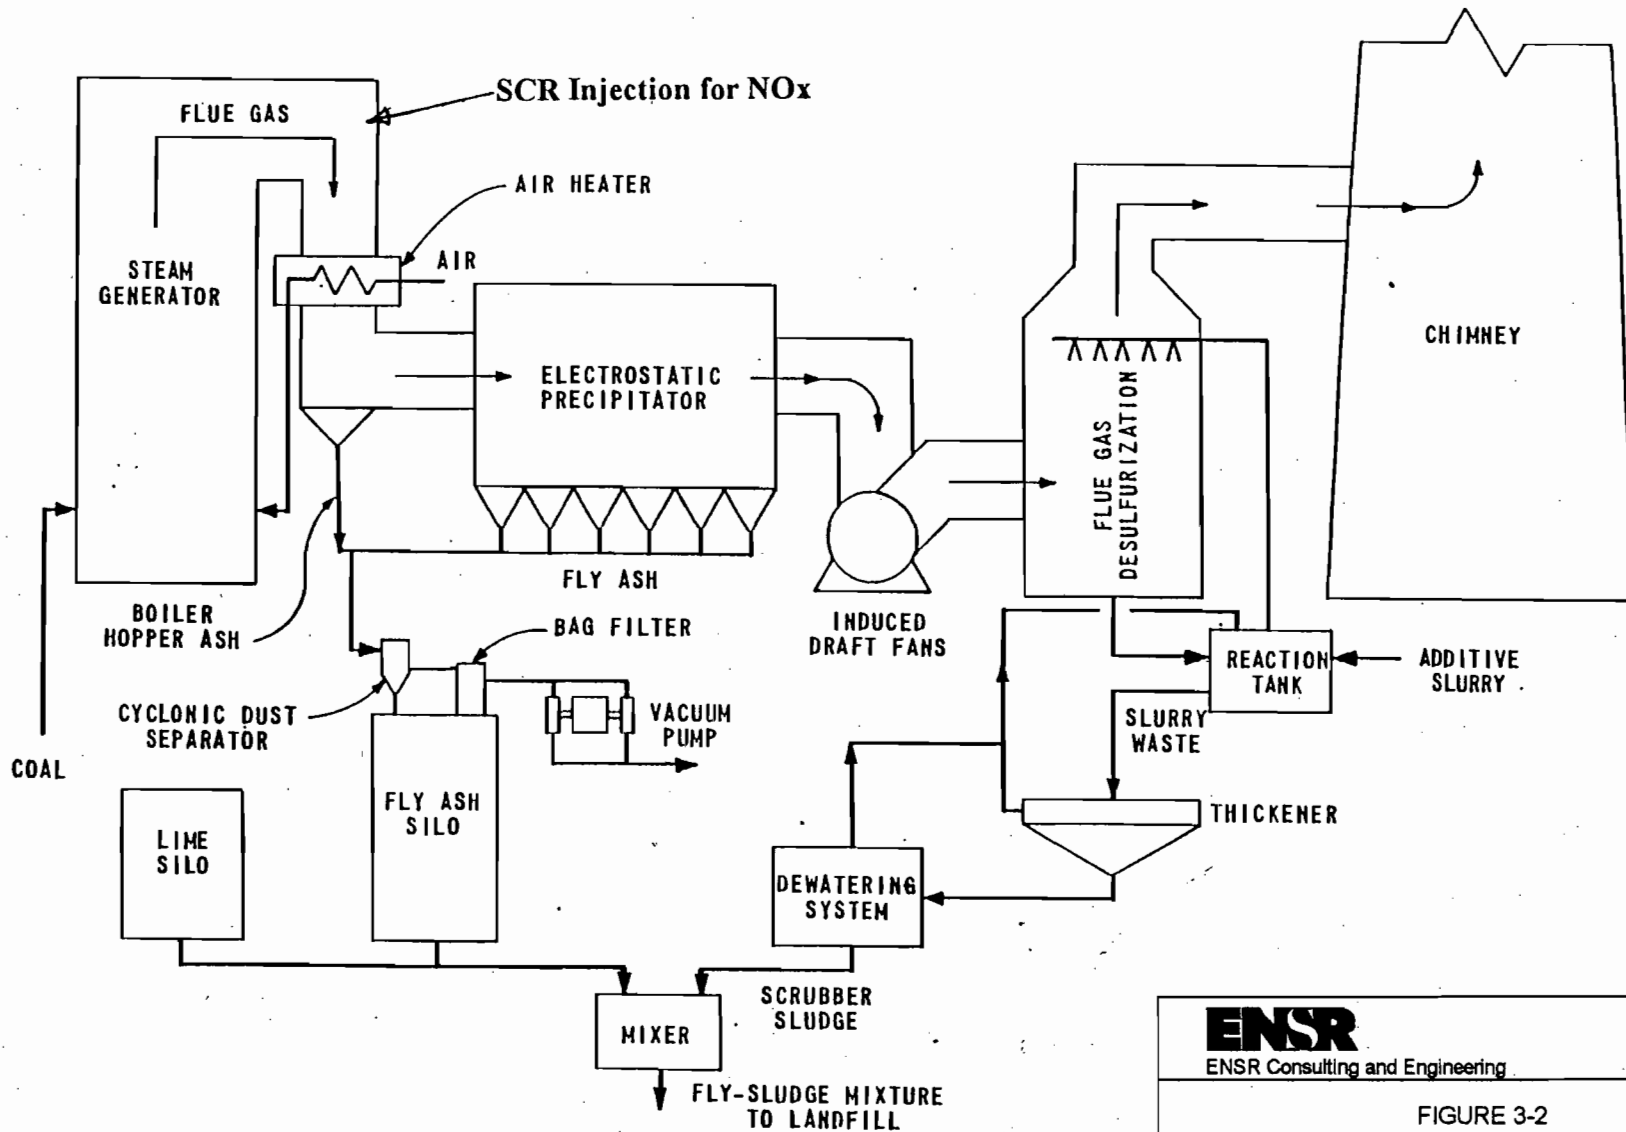 SCR Injection for NOx
FLUE GAS
AIR HEATER
AIR
STEAM
GENERATOR
ELECTROSTATIC
PRECIPITATOR
FLUE GAS
DESULFURIZATION
CHIMNEY
FLY ASH
BOILER
HOPPER ASH
BAG FILTER
INDUCED
DRAFT FANS
REACTION
TANK
ADDITIVE
SLURRY
CYCLONIC DUST
SEPARATOR
VACUUM
PUMP
SLURRY
WASTE
COAL
LIME
SILO
FLY ASH
SILO
THICKENER
DEWATERING
SYSTEM
SCRUBBER
SLUDGE
MIXER
FLY-SLUDGE MIXTURE
TO LANDFILL
ENSR
ENSR Consulting and Engineering
FIGURE 3-2